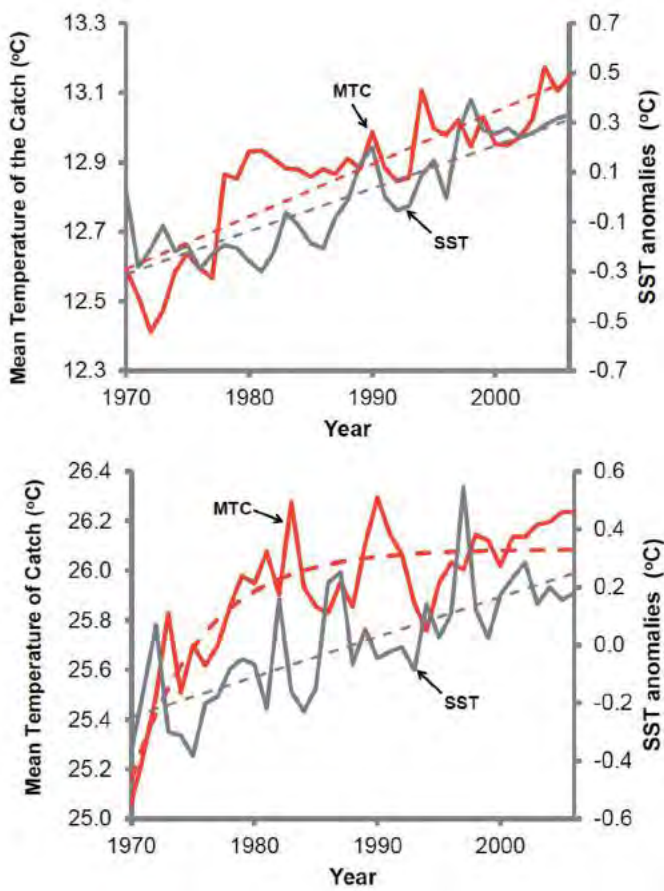 Mean Temperature of the Catch (ºC)
13.3
13.1
12.9
12.7
12.5
12.3
MTC
SST
0.7
0.5
0.3
0.1
-0.1
-0.3
-0.5
-0.7
SST anomalies (ºC)
1970 1980 1990 2000
Year
Mean Temperature of Catch (ºC)
26.4
26.2
26.0
25.8
25.6
25.4
25.2
25.0
MTC
SST
0.6
0.4
0.2
0.0
-0.2
-0.4
-0.6
SST anomalies (ºC)
1970 1980 1990 2000
Year